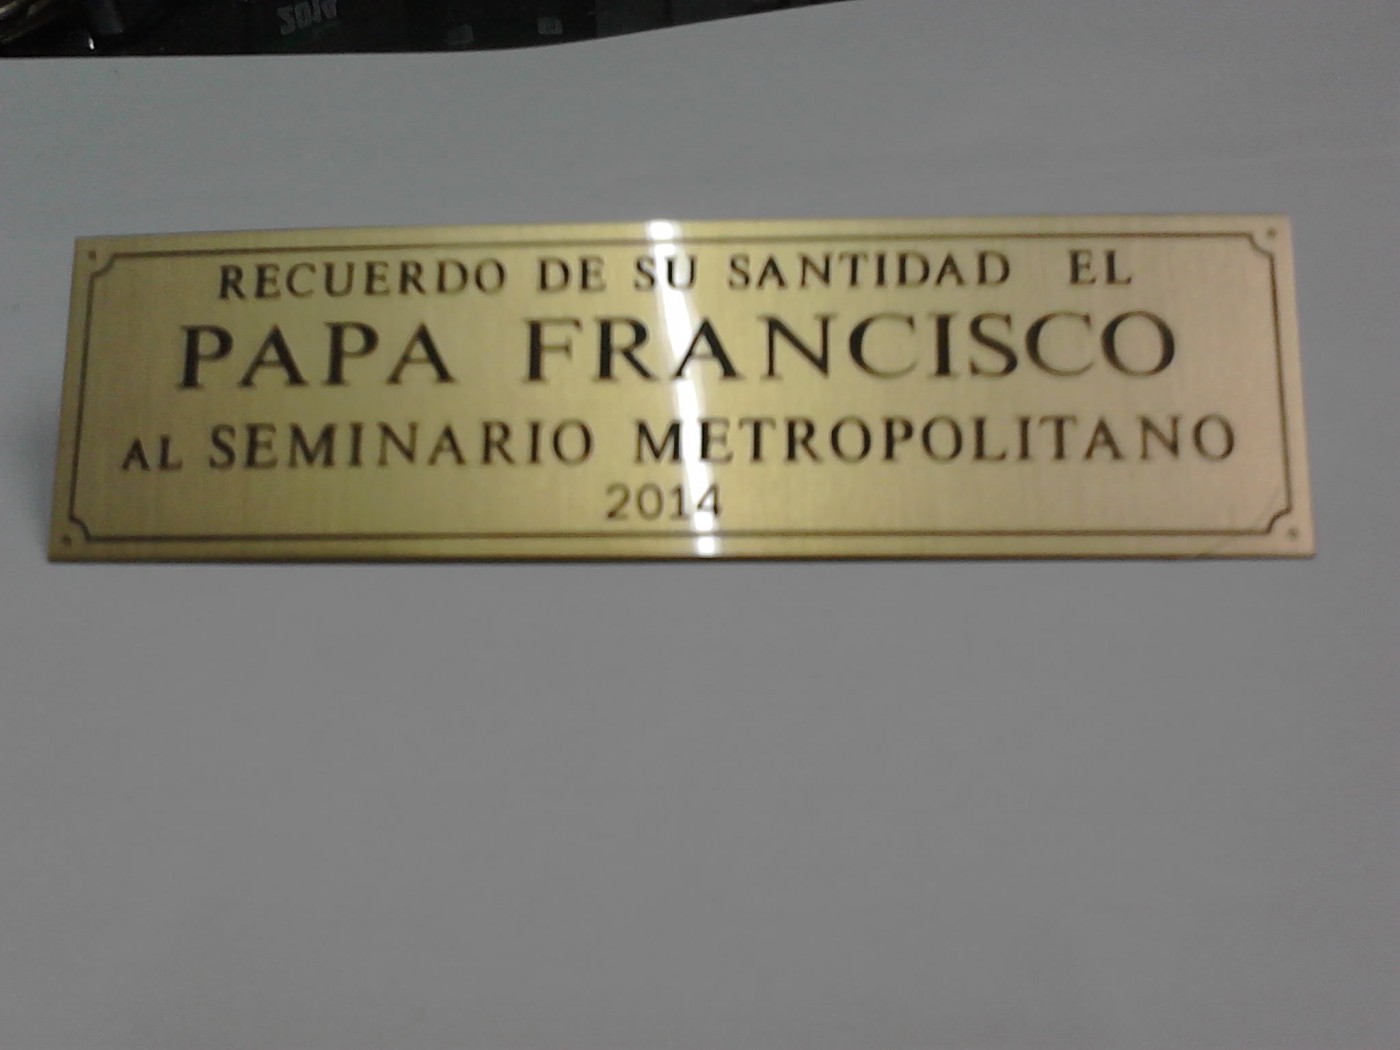 RECUERDO DE SU SANTIDAD EL
PAPA FRANCISCO
AL SEMINARIO METROPOLITANO
2014